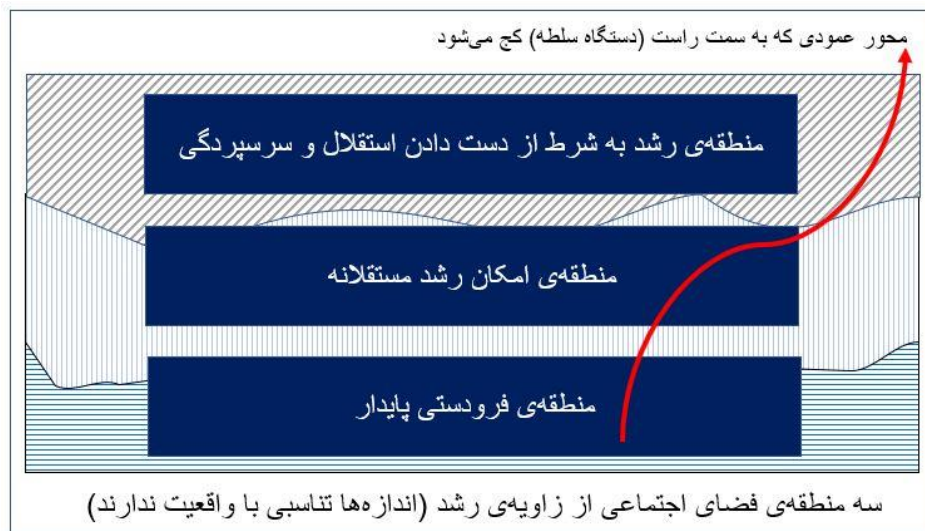 محور عمودی که به سمت راست (دستگاه سلطه) کج می‌شود
منطقه‌ی رشد به شرط از دست دادن استقلال و سرسپردگی
منطقه‌ی امکان رشد مستقلانه
منطقه‌ی فرودستی پایدار
سه منطقه‌ی فضای اجتماعی از زاویه‌ی رشد (اندازه‌ها تناسبی با واقعیت ندارند)